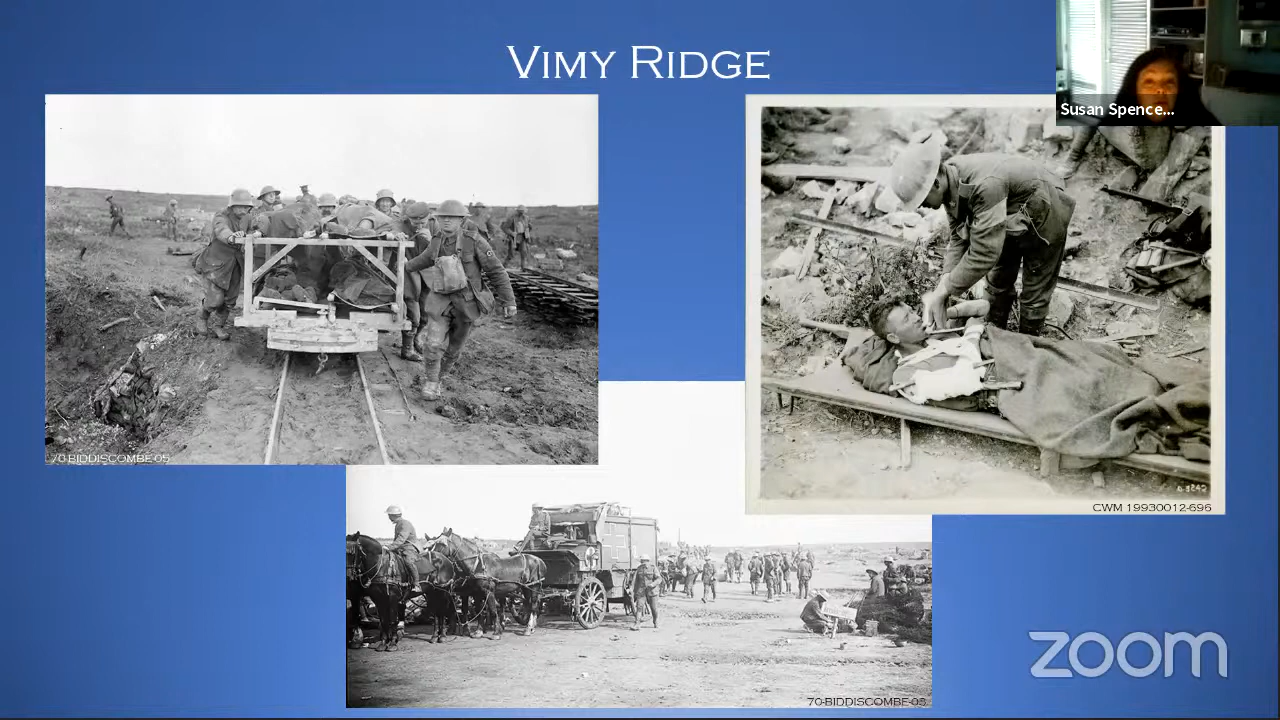 VIMY RIDGE
Susan Spence...
70-BIDDISCOMBE-05
CWM 19930012-696
70-BIDDISCOMBE-05
zoom